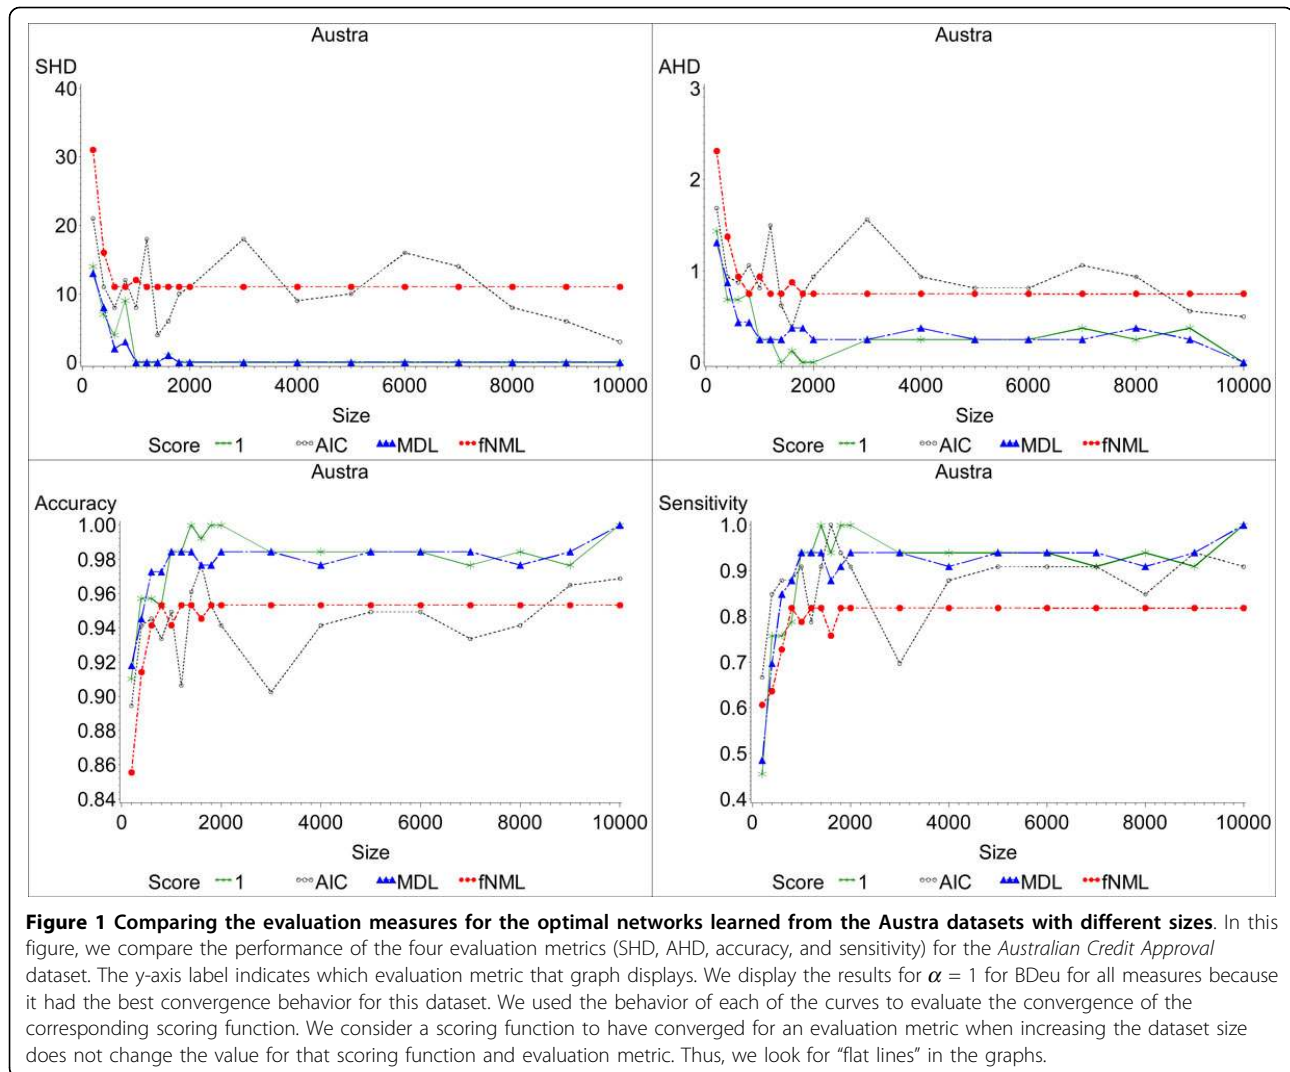 Austra
SHD
40
30
20
10
0
0 2000 4000 6000 8000 10000
Size
Score 1 AIC MDL fNML
Austra
AHD
3
2
1
0
0 2000 4000 6000 8000 10000
Size
Score 1 AIC MDL fNML
Austra
Accuracy
1.00
0.98
0.96
0.94
0.92
0.90
0.88
0.86
0.84
0 2000 4000 6000 8000 10000
Size
Score 1 AIC MDL fNML
Austra
Sensitivity
1.0
0.9
0.8
0.7
0.6
0.5
0.4
0 2000 4000 6000 8000 10000
Size
Score 1 AIC MDL fNML
Figure 1 Comparing the evaluation measures for the optimal networks learned from the Austra datasets with different sizes. In this
figure, we compare the performance of the four evaluation metrics (SHD, AHD, accuracy, and sensitivity) for the Australian Credit Approval
dataset. The y-axis label indicates which evaluation metric that graph displays. We display the results for α = 1 for BDeu for all measures because
it had the best convergence behavior for this dataset. We used the behavior of each of the curves to evaluate the convergence of the
corresponding scoring function. We consider a scoring function to have converged for an evaluation metric when increasing the dataset size
does not change the value for that scoring function and evaluation metric. Thus, we look for “flat lines” in the graphs.